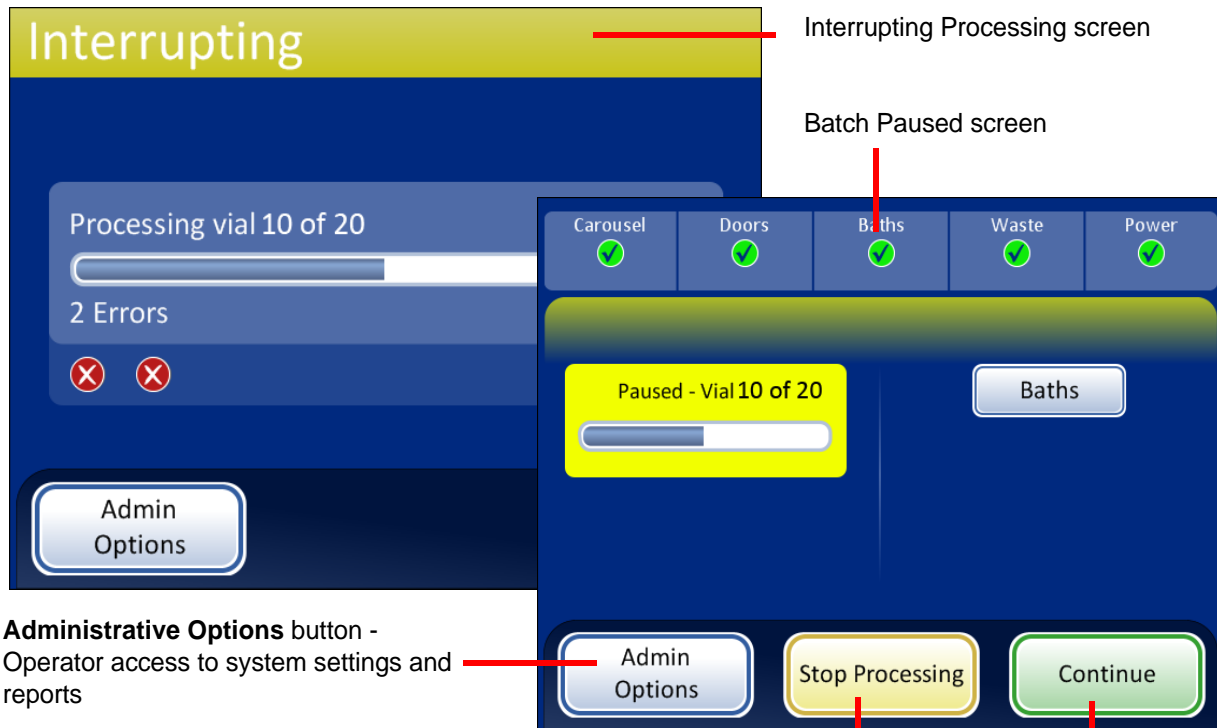 Interrupting
Interrupting Processing screen
Batch Paused screen
Processing vial 10 of 20
2 Errors
Admin
Options
Carousel
Doors
Baths
Waste
Power
Paused - Vial 10 of 20
Baths
Administrative Options button -
Operator access to system settings and
reports
Admin
Options
Stop Processing
Continue